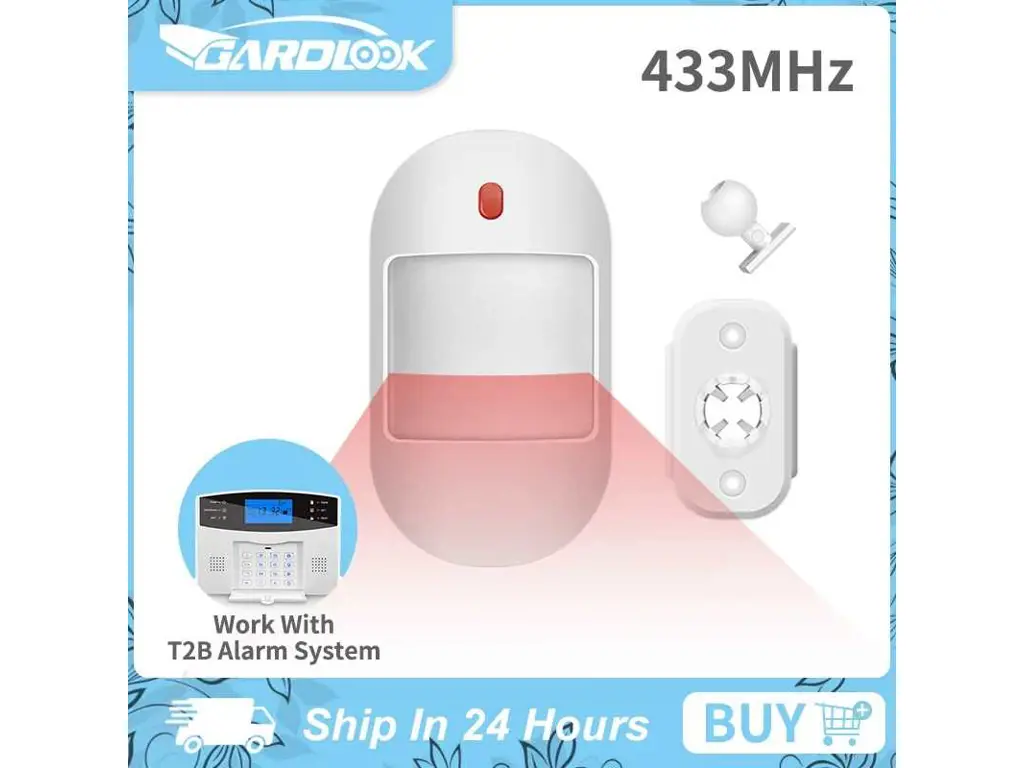 GARDLOOK
433MHz
Work With
T2B Alarm System
Ship In 24 Hours
BUY